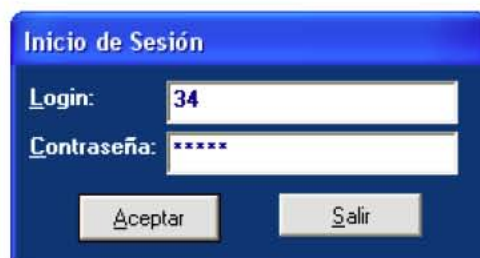 Inicio de Sesión
Login: 34
Contraseña: *****
Aceptar Salir